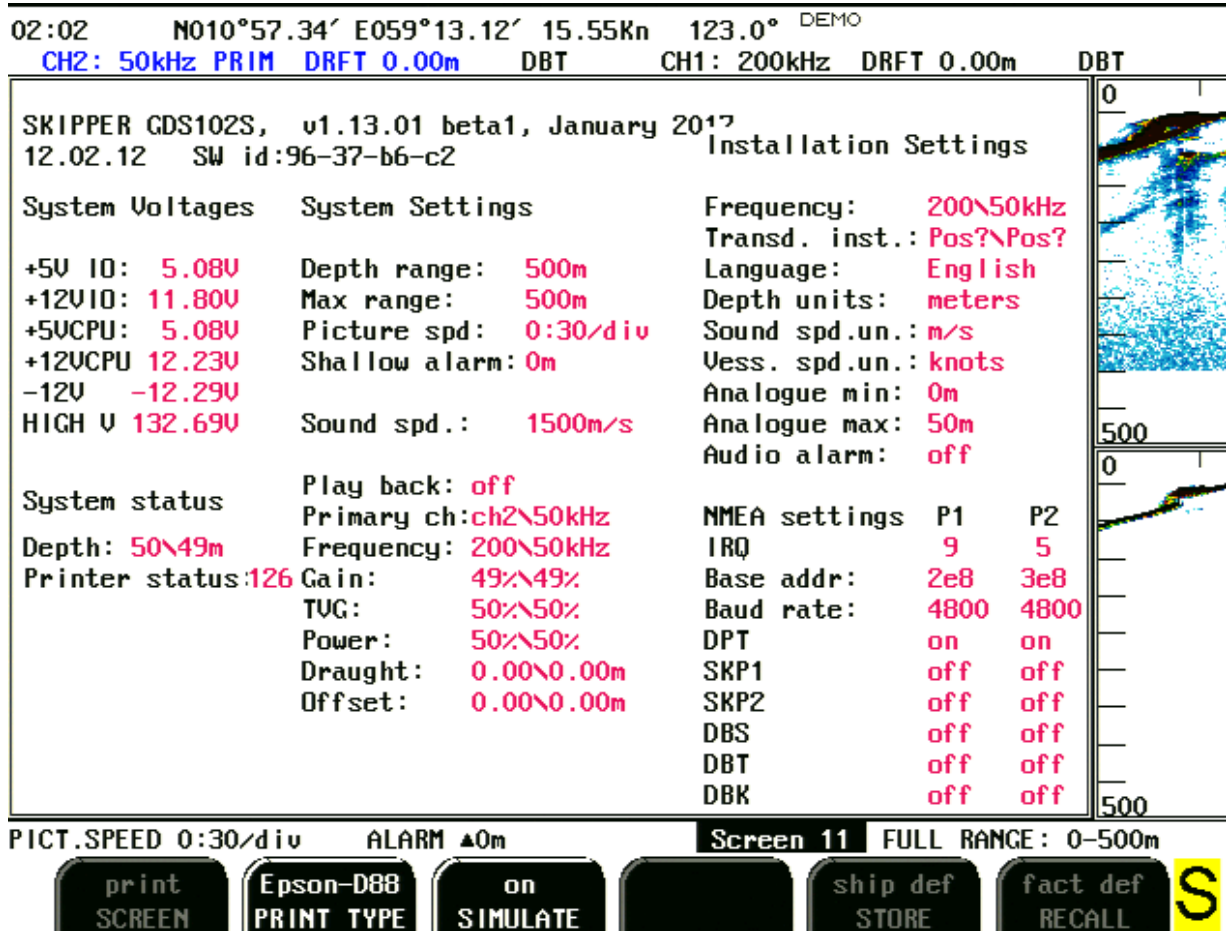 02:02 N010°57.34′ E059°13.12′ 15.55Kn 123.0° DEMO
CH2: 50kHz PRIM DRFT 0.00m DBT CH1: 200kHz DRFT 0.00m DBT
SKIPPER GDS102S, v1.13.01 beta1, January 2012
12.02.12 SW id:96-37-b6-c2
System Voltages
+5V IO: 5.08V
+12VIO: 11.80V
+5VCPU: 5.08V
+12VCPU 12.23V
-12V -12.29V
HIGH V 132.69V
System status
Depth: 50\49m
Printer status:126
System Settings
Depth range: 500m
Max range: 500m
Picture spd: 0:30/div
Shallow alarm: 0m
Sound spd.: 1500m/s
Play back: off
Primary ch:ch2\50kHz
Frequency: 200\50kHz
Gain: 49%\49%
TVG: 50%\50%
Power: 50%\50%
Draught: 0.00\0.00m
Offset: 0.00\0.00m
Installation Settings
Frequency: 200\50kHz
Transd. inst.: Pos?\Pos?
Language: English
Depth units: meters
Sound spd.un.: m/s
Vess. spd.un.: knots
Analogue min: 0m
Analogue max: 50m
Audio alarm: off
NMEA settings P1 P2
IRQ 9 5
Base addr: 2e8 3e8
Baud rate: 4800 4800
DPT on on
SKP1 off off
SKP2 off off
DBS off off
DBT off off
DBK off off
0
500
0
500
PICT.SPEED 0:30/div ALARM ▲0m Screen 11 FULL RANGE: 0-500m
print
SCREEN
Epson-D88
PRINT TYPE
on
SIMULATE
ship def
STORE
fact def
RECALL
S